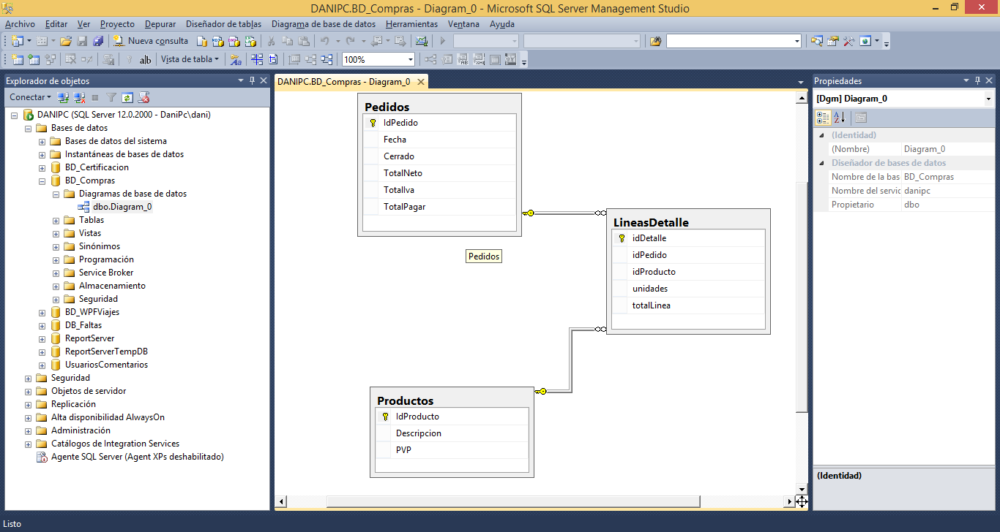 DANIPC.BD_Compras - Diagram_0 - Microsoft SQL Server Management Studio
Archivo Editar Ver Proyecto Depurar Diseñador de tablas Diagrama de base de datos Herramientas Ventana Ayuda
Nueva consulta
Vista de tabla 100%
Explorador de objetos
Conectar
DANIPC (SQL Server 12.0.2000 - DaniPc\dani)
Bases de datos
Bases de datos del sistema
Instantáneas de bases de datos
BD_Certificacion
BD_Compras
Diagramas de base de datos
dbo.Diagram_0
Tablas
Vistas
Sinónimos
Programación
Service Broker
Almacenamiento
Seguridad
BD_WPFViajes
DB_Faltas
ReportServer
ReportServerTempDB
UsuariosComentarios
Seguridad
Objetos de servidor
Replicación
Alta disponibilidad AlwaysOn
Administración
Catálogos de Integration Services
Agente SQL Server (Agent XPs deshabilitado)
DANIPC.BD_Compras - Diagram_0
Pedidos
IdPedido
Fecha
Cerrado
TotalNeto
TotalIva
TotalPagar
Pedidos
LineasDetalle
idDetalle
idPedido
idProducto
unidades
totalLinea
Productos
IdProducto
Descripcion
PVP
Propiedades
[Dgm] Diagram_0
(Identidad)
(Nombre) Diagram_0
Diseñador de bases de datos
Nombre de la bas BD_Compras
Nombre del servic danipc
Propietario dbo
(Identidad)
Listo